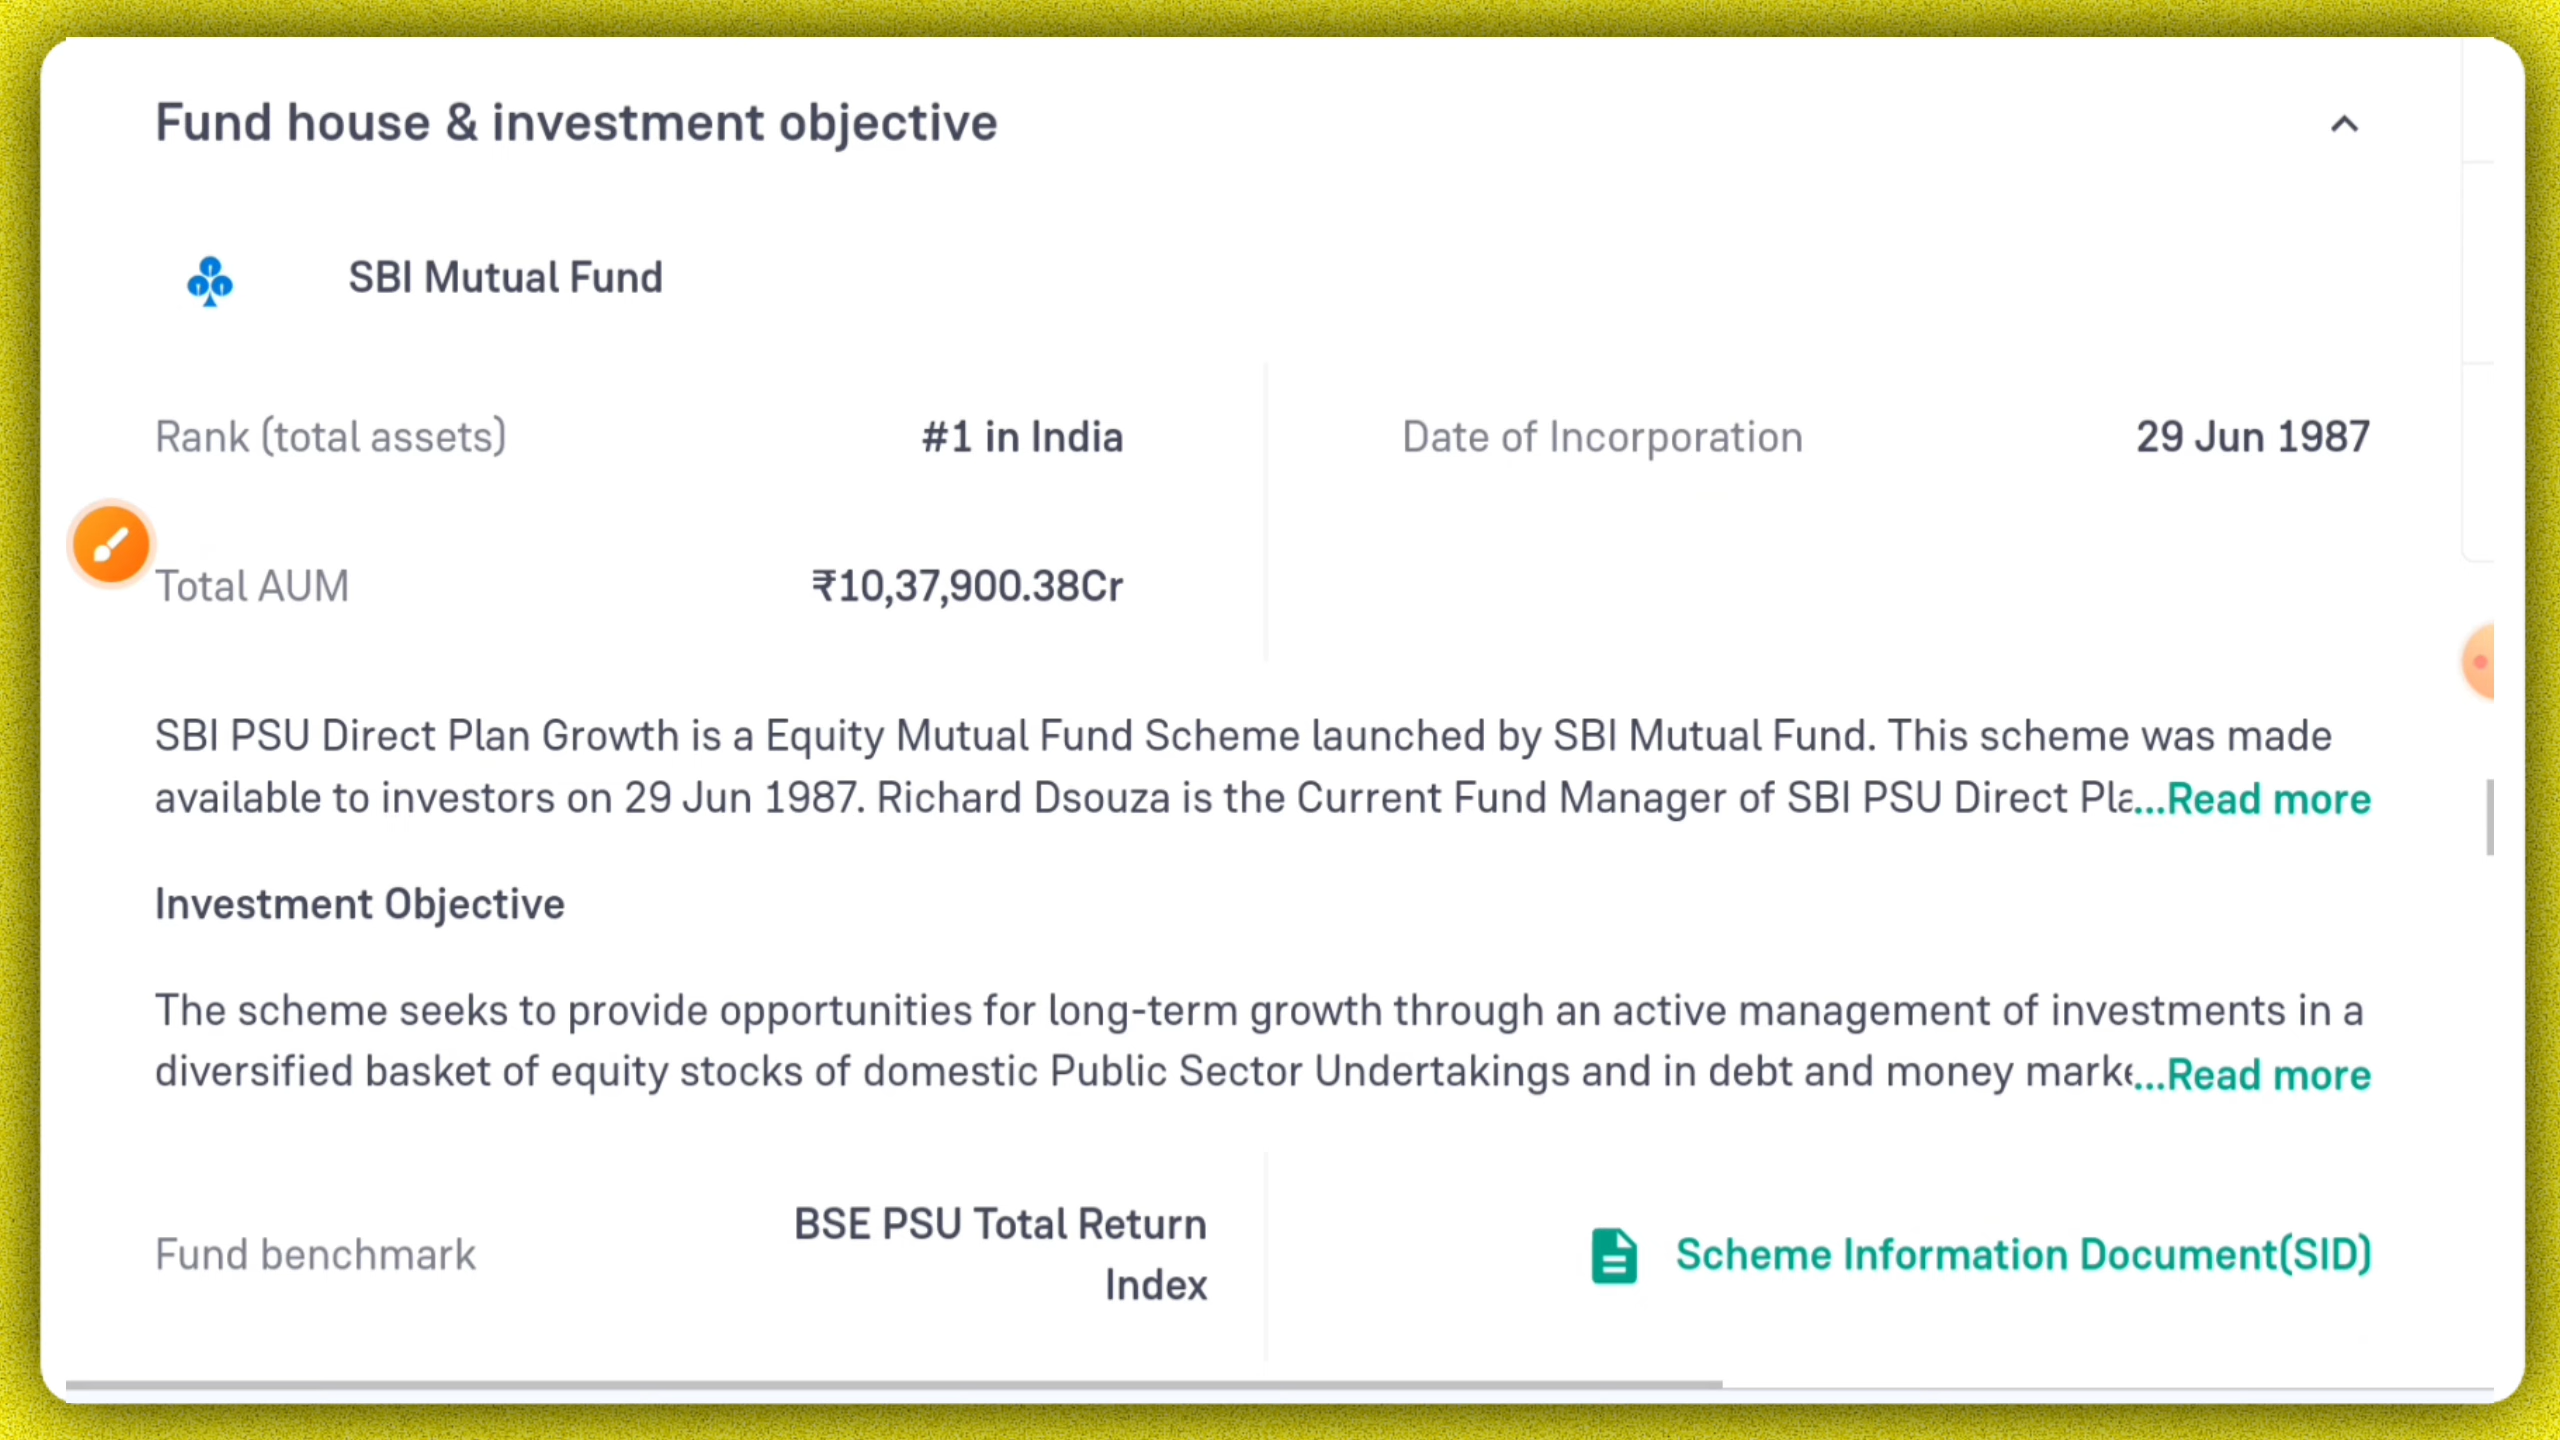 Fund house & investment objective
SBI Mutual Fund
Rank (total assets) #1 in India
Date of Incorporation 29 Jun 1987
Total AUM ₹10,37,900.38Cr
SBI PSU Direct Plan Growth is a Equity Mutual Fund Scheme launched by SBI Mutual Fund. This scheme was made
available to investors on 29 Jun 1987. Richard Dsouza is the Current Fund Manager of SBI PSU Direct Pla...Read more
Investment Objective
The scheme seeks to provide opportunities for long-term growth through an active management of investments in a
diversified basket of equity stocks of domestic Public Sector Undertakings and in debt and money marke...Read more
Fund benchmark
BSE PSU Total Return
Index
Scheme Information Document(SID)